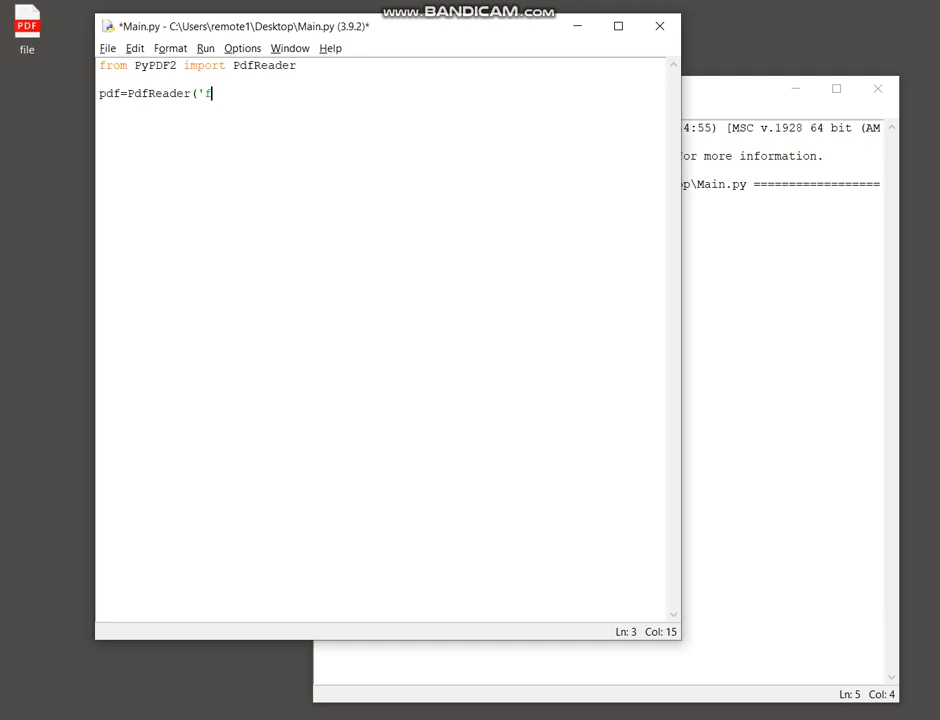 www.BANDICAM.com
PDF
file
*Main.py - C:\Users\remote1\Desktop\Main.py (3.9.2)*
File Edit Format Run Options Window Help
from PyPDF2 import PdfReader
pdf=PdfReader('f
Ln: 3 Col: 15
4:55) [MSC v.1928 64 bit (AM
for more information.
op\Main.py ==================
Ln: 5 Col: 4